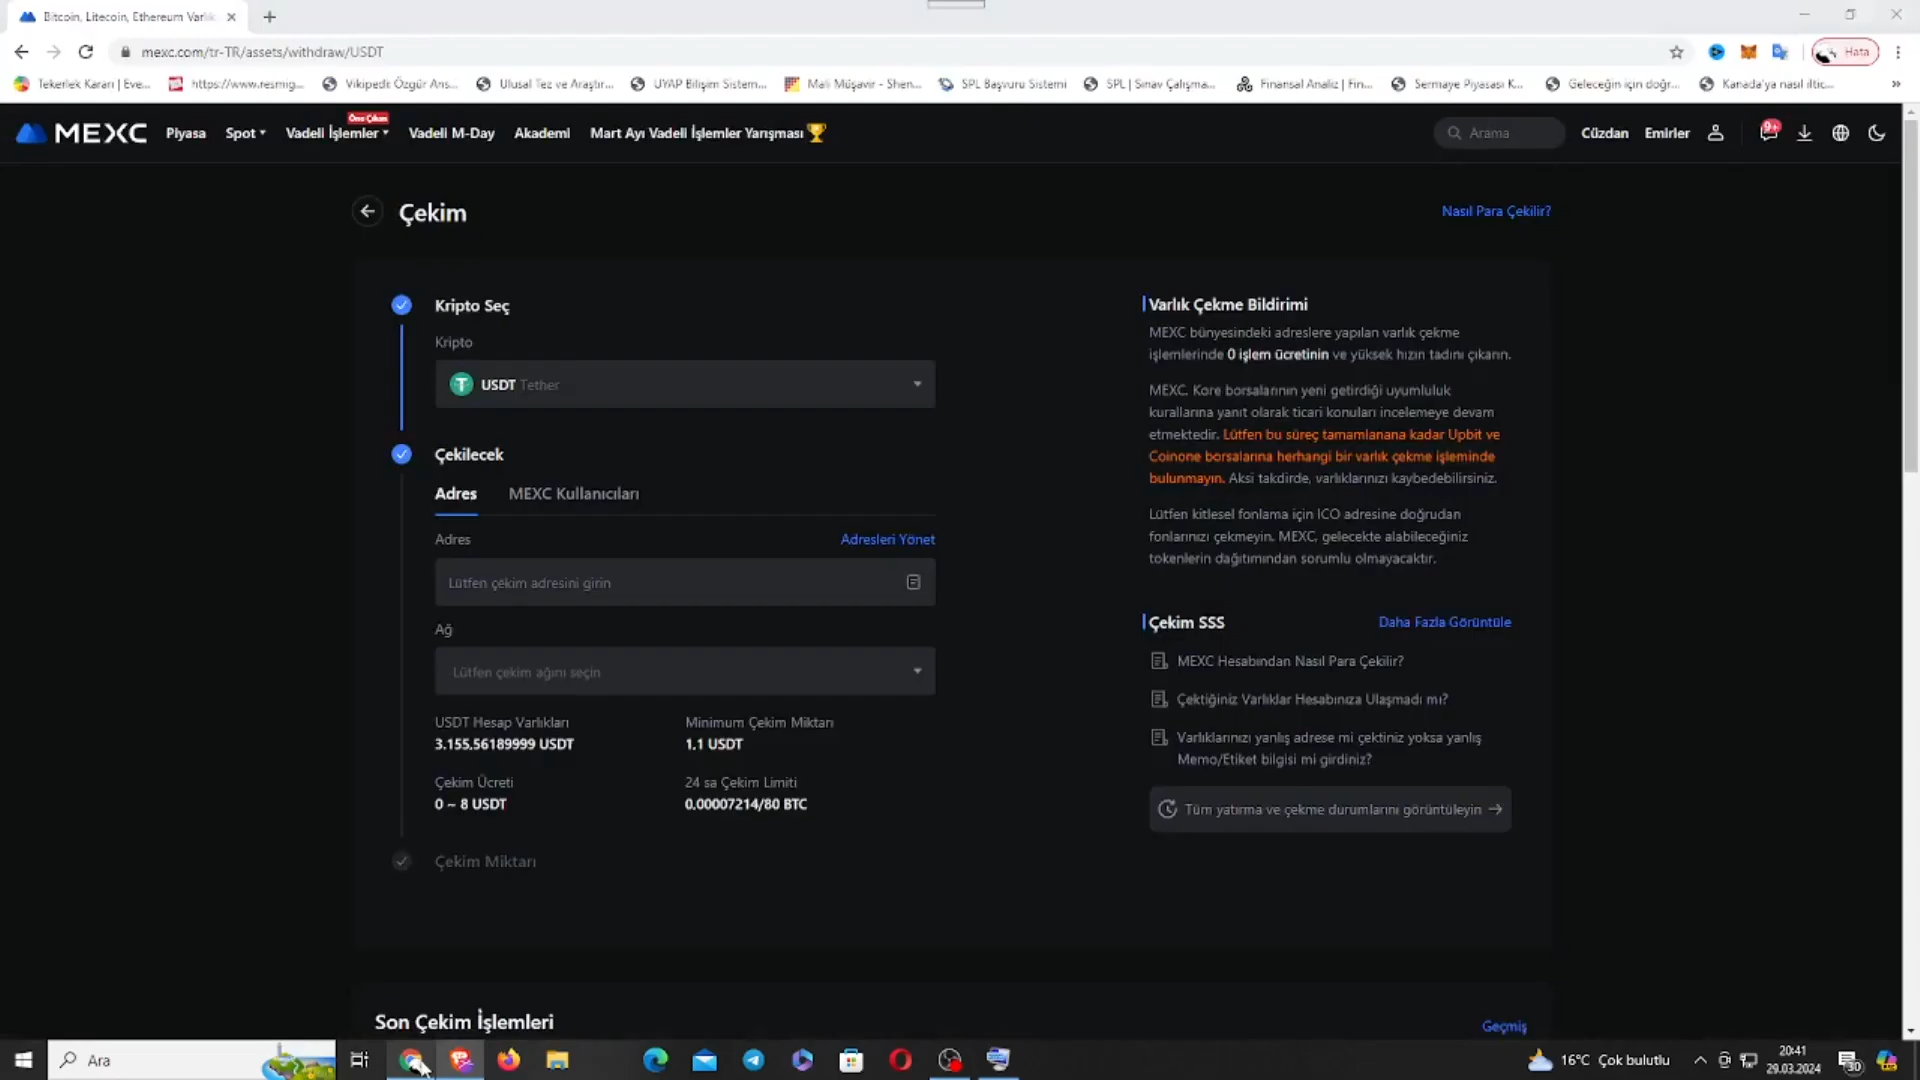 Bitcoin, Litecoin, Ethereum Varlık
mexc.com/tr-TR/assets/withdraw/USDT
Hata
Tekerlek Kararı | Eve...
https://www.resmig...
Vikipedi: Özgür Ans...
Ulusal Tez ve Araştır...
UYAP Bilişim Sistem...
Mali Müşavir - Shen...
SPL Başvuru Sistemi
SPL | Sınav Çalışma...
Finansal Analiz | Fin...
Sermaye Piyasası K...
Geleceğin için doğr...
Kanada'ya nasıl iltic...
MEXC
Piyasa
Spot
Vadeli İşlemler
Öne Çıkan
Vadeli M-Day
Akademi
Mart Ayı Vadeli İşlemler Yarışması
Arama
Cüzdan
Emirler
9+
Çekim
Nasıl Para Çekilir?
Kripto Seç
Kripto
USDT Tether
Çekilecek
Adres
MEXC Kullanıcıları
Adres
Adresleri Yönet
Lütfen çekim adresini girin
Ağ
Lütfen çekim ağını seçin
USDT Hesap Varlıkları
3.155,56189999 USDT
Minimum Çekim Miktarı
1.1 USDT
Çekim Ücreti
0 ~ 8 USDT
24 sa Çekim Limiti
0,00007214/80 BTC
Çekim Miktarı
Varlık Çekme Bildirimi
MEXC bünyesindeki adreslere yapılan varlık çekme
işlemlerinde 0 işlem ücretinin ve yüksek hızın tadını çıkarın.
MEXC, Kore borsalarının yeni getirdiği uyumluluk
kurallarına yanıt olarak ticari konuları incelemeye devam
etmektedir. Lütfen bu süreç tamamlanana kadar Upbit ve
Coinone borsalarına herhangi bir varlık çekme işleminde
bulunmayın. Aksi takdirde, varlıklarınızı kaybedebilirsiniz.
Lütfen kitlesel fonlama için ICO adresine doğrudan
fonlarınızı çekmeyin. MEXC, gelecekte alabileceğiniz
tokenlerin dağıtımından sorumlu olmayacaktır.
Çekim SSS
Daha Fazla Görüntüle
MEXC Hesabından Nasıl Para Çekilir?
Çektiğiniz Varlıklar Hesabınıza Ulaşmadı mı?
Varlıklarınızı yanlış adrese mi çektiniz yoksa yanlış
Memo/Etiket bilgisi mi girdiniz?
Tüm yatırma ve çekme durumlarını görüntüleyin
Son Çekim İşlemleri
Geçmiş
Ara
16°C Çok bulutlu
20:41
29.03.2024
30